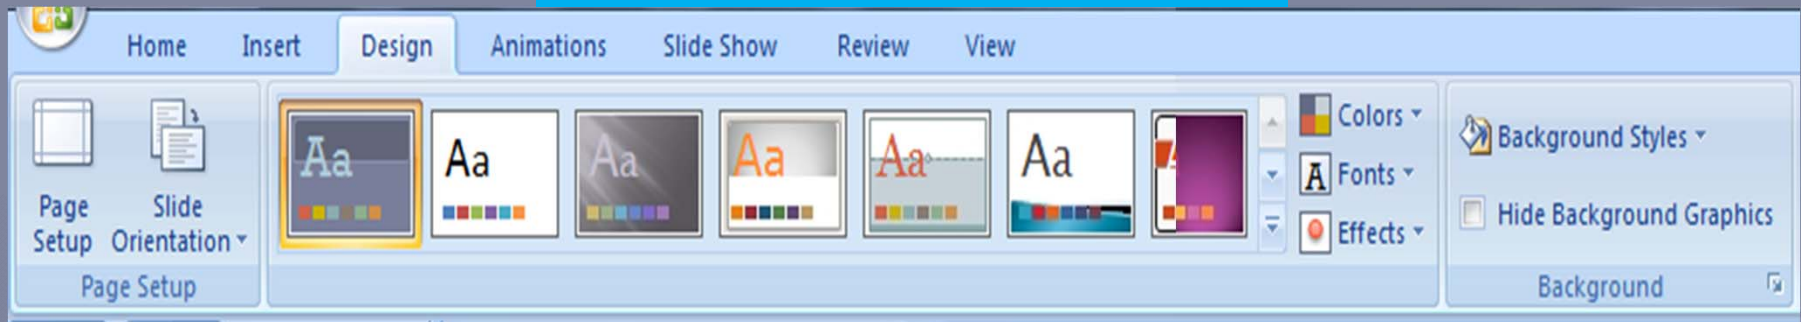 Home Insert Design Animations Slide Show Review View
Page Setup
Slide Orientation
Page Setup
Aa Aa Aa Aa Aa Aa A
Colors
Fonts
A
Effects
Background Styles
Hide Background Graphics
Background